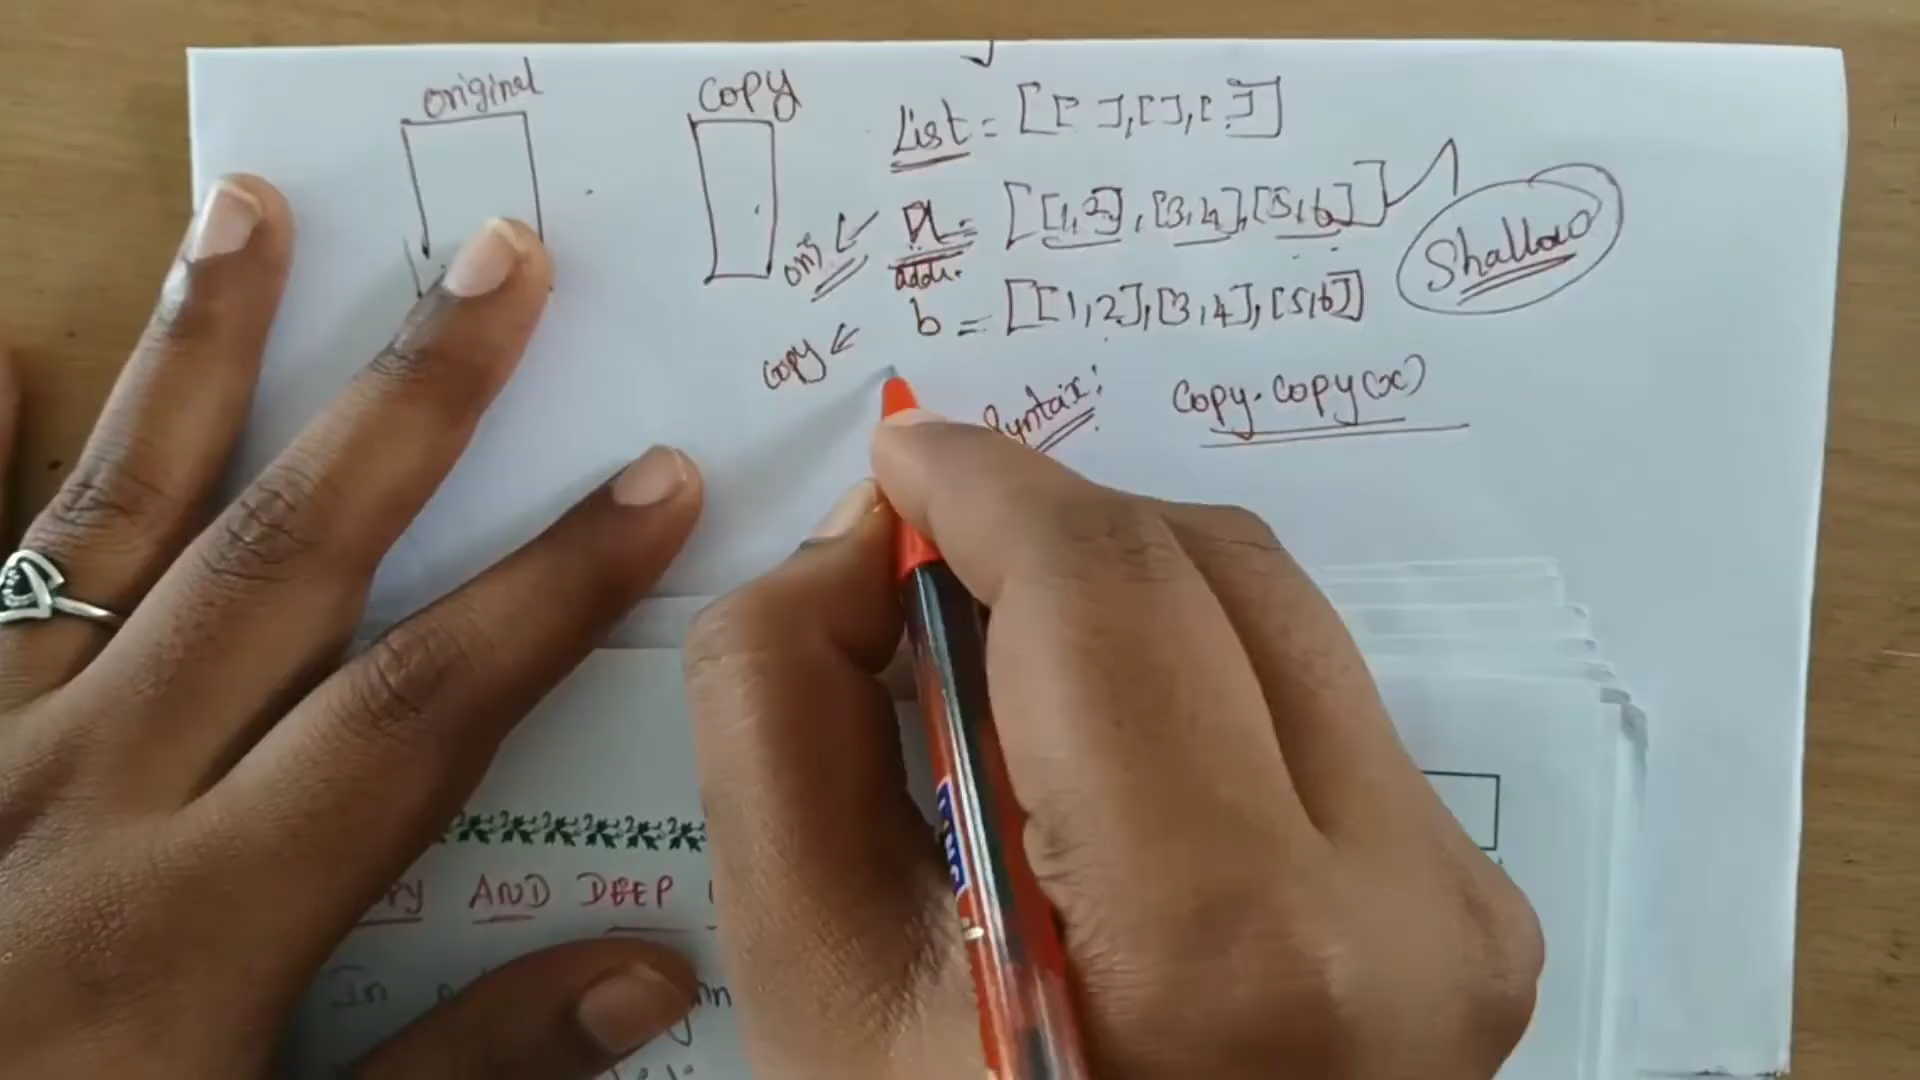 original
Copy
List = [[ ],[ ],[ ]]
ori ← a = [[1,2],[3,4],[5,6]]
Shallow
addr.
copy ← b = [[1,2],[3,4],[5,6]]
Syntax: Copy.copy(x)
AND DEEP
In